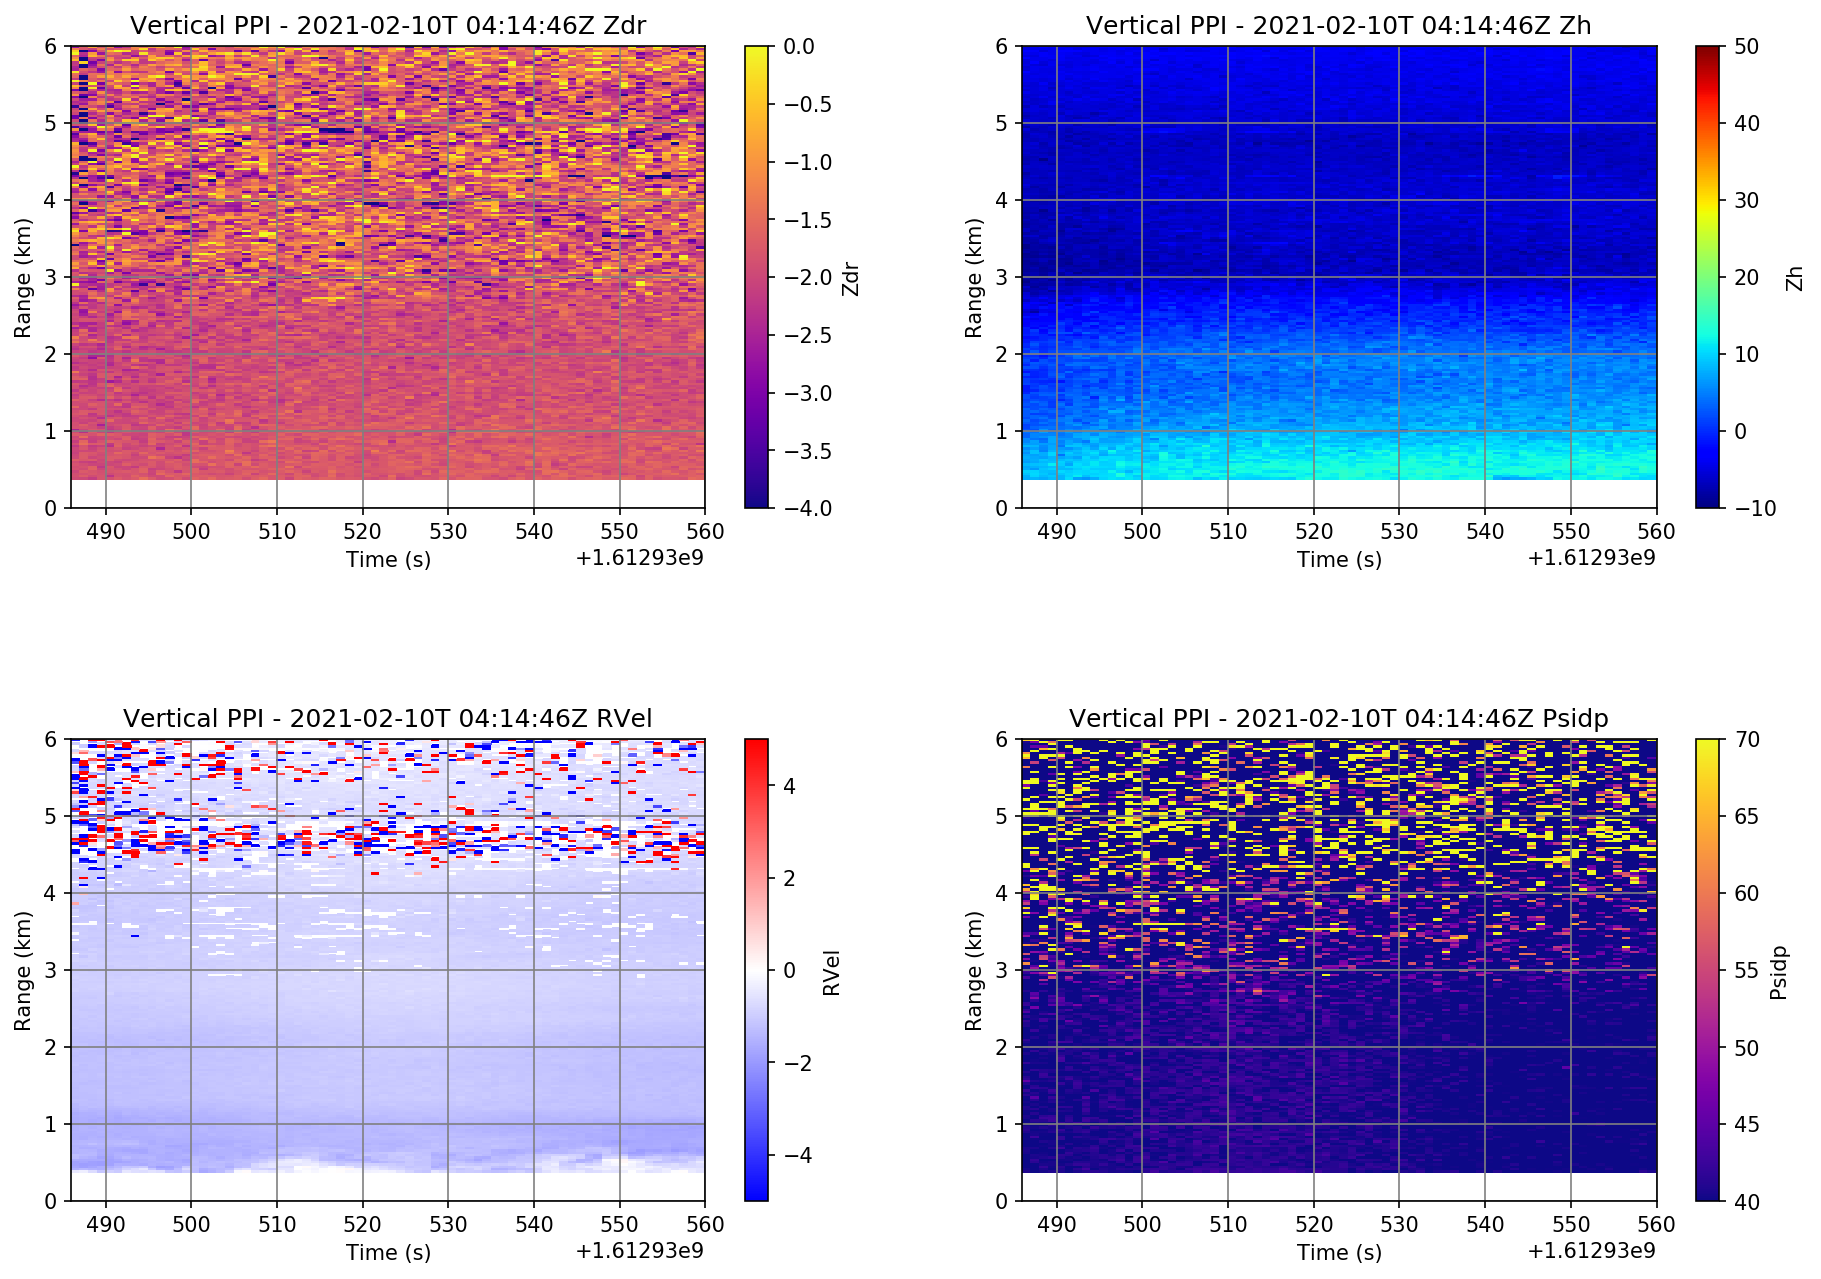 Vertical PPI - 2021-02-10T 04:14:46Z Zdr
6
5
4
3
2
1
0
Range (km)
490 500 510 520 530 540 550 560
Time (s)
+1.61293e9
0.0
−0.5
−1.0
−1.5
−2.0
−2.5
−3.0
−3.5
−4.0
Zdr
Vertical PPI - 2021-02-10T 04:14:46Z Zh
6
5
4
3
2
1
0
Range (km)
490 500 510 520 530 540 550 560
Time (s)
+1.61293e9
50
40
30
20
10
0
−10
Zh
Vertical PPI - 2021-02-10T 04:14:46Z RVel
6
5
4
3
2
1
0
Range (km)
490 500 510 520 530 540 550 560
Time (s)
+1.61293e9
4
2
0
−2
−4
RVel
Vertical PPI - 2021-02-10T 04:14:46Z Psidp
6
5
4
3
2
1
0
Range (km)
490 500 510 520 530 540 550 560
Time (s)
+1.61293e9
70
65
60
55
50
45
40
Psidp